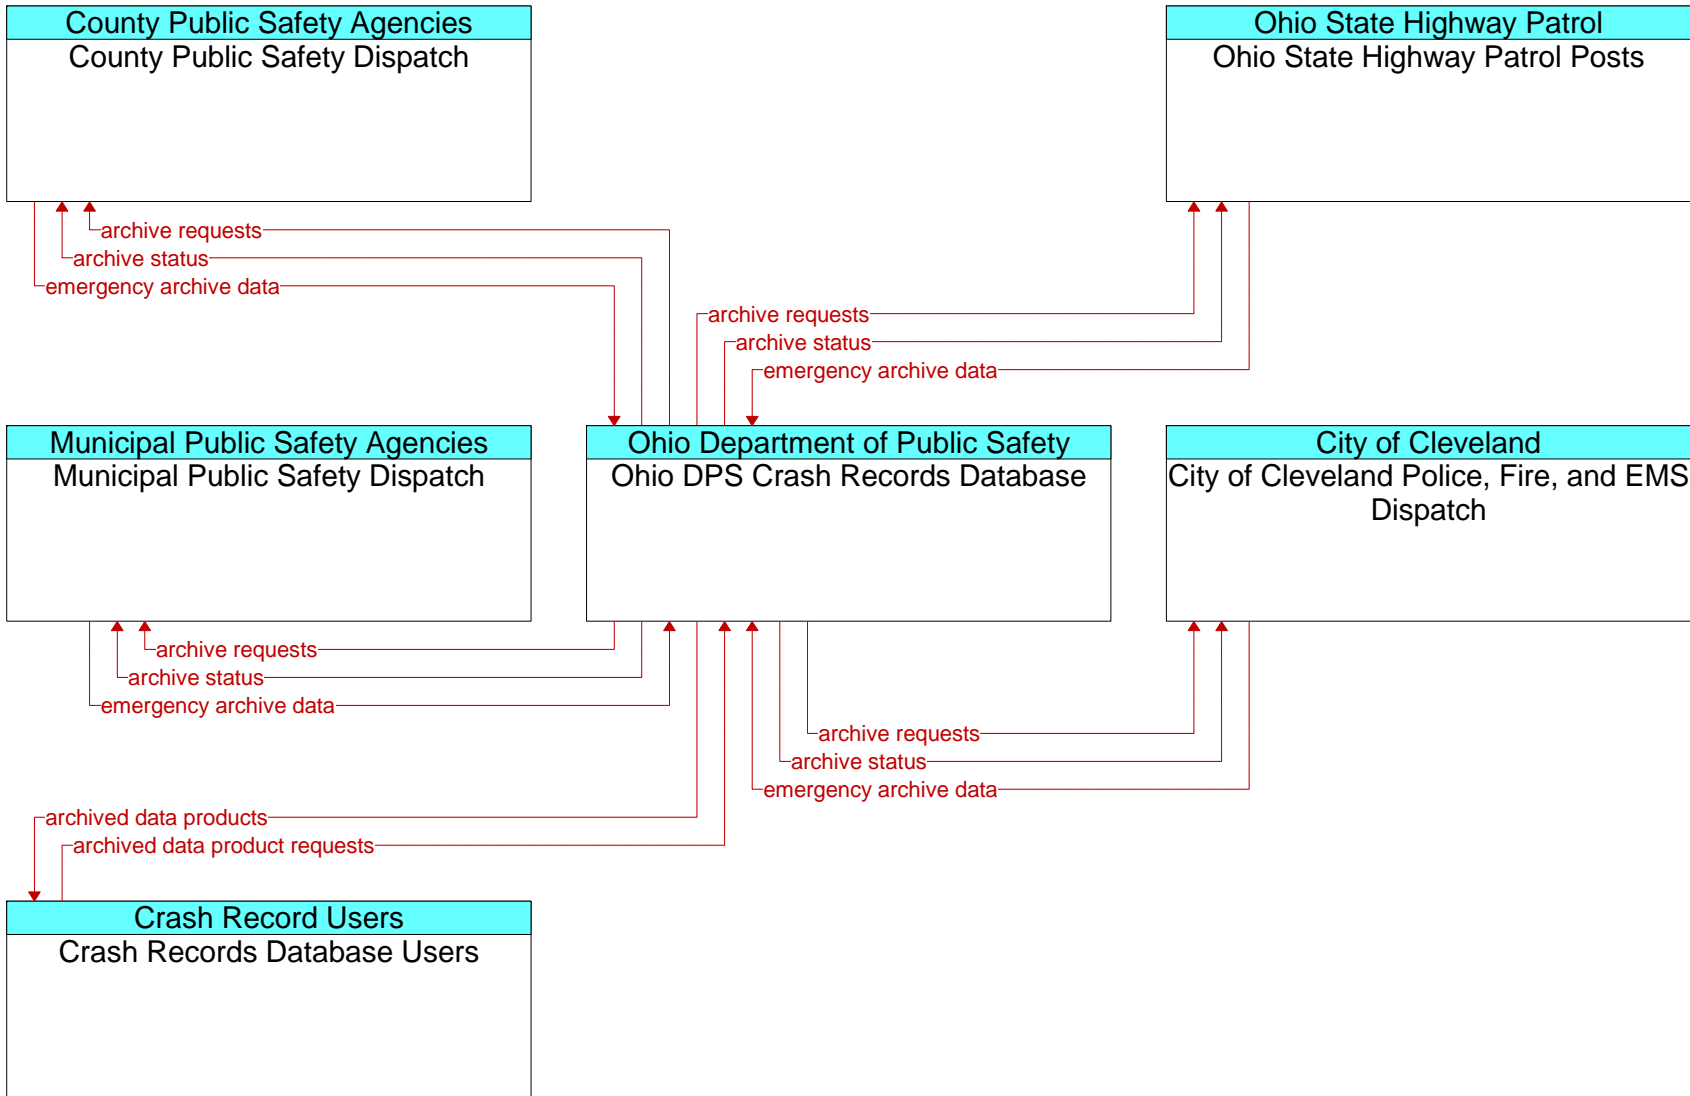 County Public Safety Agencies
County Public Safety Dispatch
Ohio State Highway Patrol
Ohio State Highway Patrol Posts
archive requests
archive status
emergency archive data
archive requests
archive status
emergency archive data
Municipal Public Safety Agencies
Municipal Public Safety Dispatch
Ohio Department of Public Safety
Ohio DPS Crash Records Database
City of Cleveland
City of Cleveland Police, Fire, and EMS
Dispatch
archive requests
archive status
emergency archive data
archive requests
archive status
emergency archive data
archived data products
archived data product requests
Crash Record Users
Crash Records Database Users